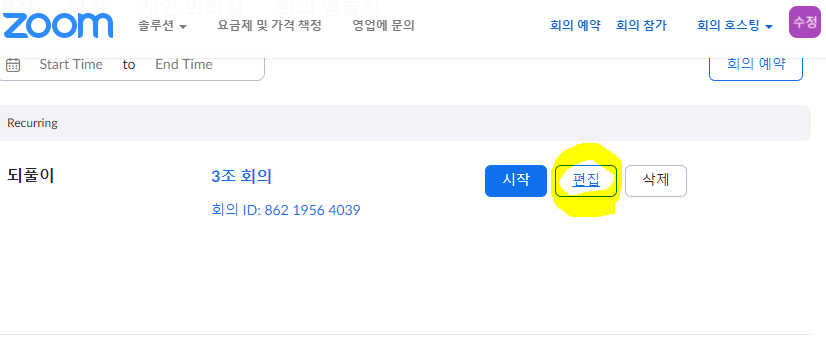 zoom 솔루션 요금제 및 가격 책정 영업에 문의 회의 예약 회의 참가 회의 호스팅 수정
Start Time to End Time 회의 예약
Recurring
되풀이 3조 회의 시작 편집 삭제
회의 ID: 862 1956 4039